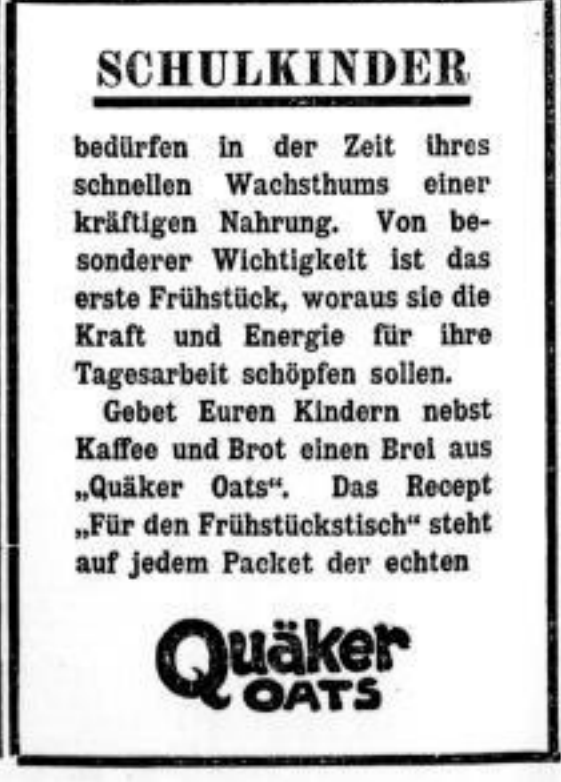 SCHULKINDER
bedürfen in der Zeit ihres
schnellen Wachsthums einer
kräftigen Nahrung. Von be-
sonderer Wichtigkeit ist das
erste Frühstück, woraus sie die
Kraft und Energie für ihre
Tagesarbeit schöpfen sollen.
Gebet Euren Kindern nebst
Kaffee und Brot einen Brei aus
„Quäker Oats“. Das Recept
„Für den Frühstückstisch“ steht
auf jedem Packet der echten
Quäker
OATS